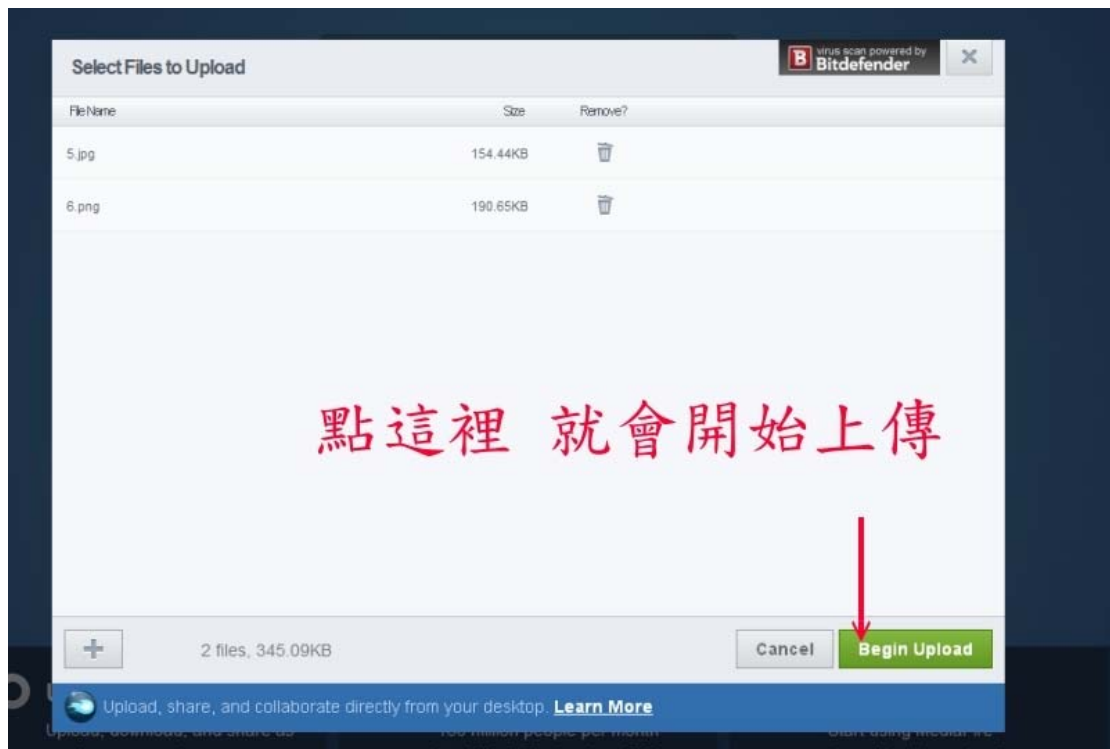 Select Files to Upload
virus scan powered by
B Bitdefender
File Name Size Remove?
5.jpg 154.44KB
6.png 190.65KB
點這裡 就會開始上傳
2 files, 345.09KB
Cancel Begin Upload
Upload, share, and collaborate directly from your desktop. Learn More